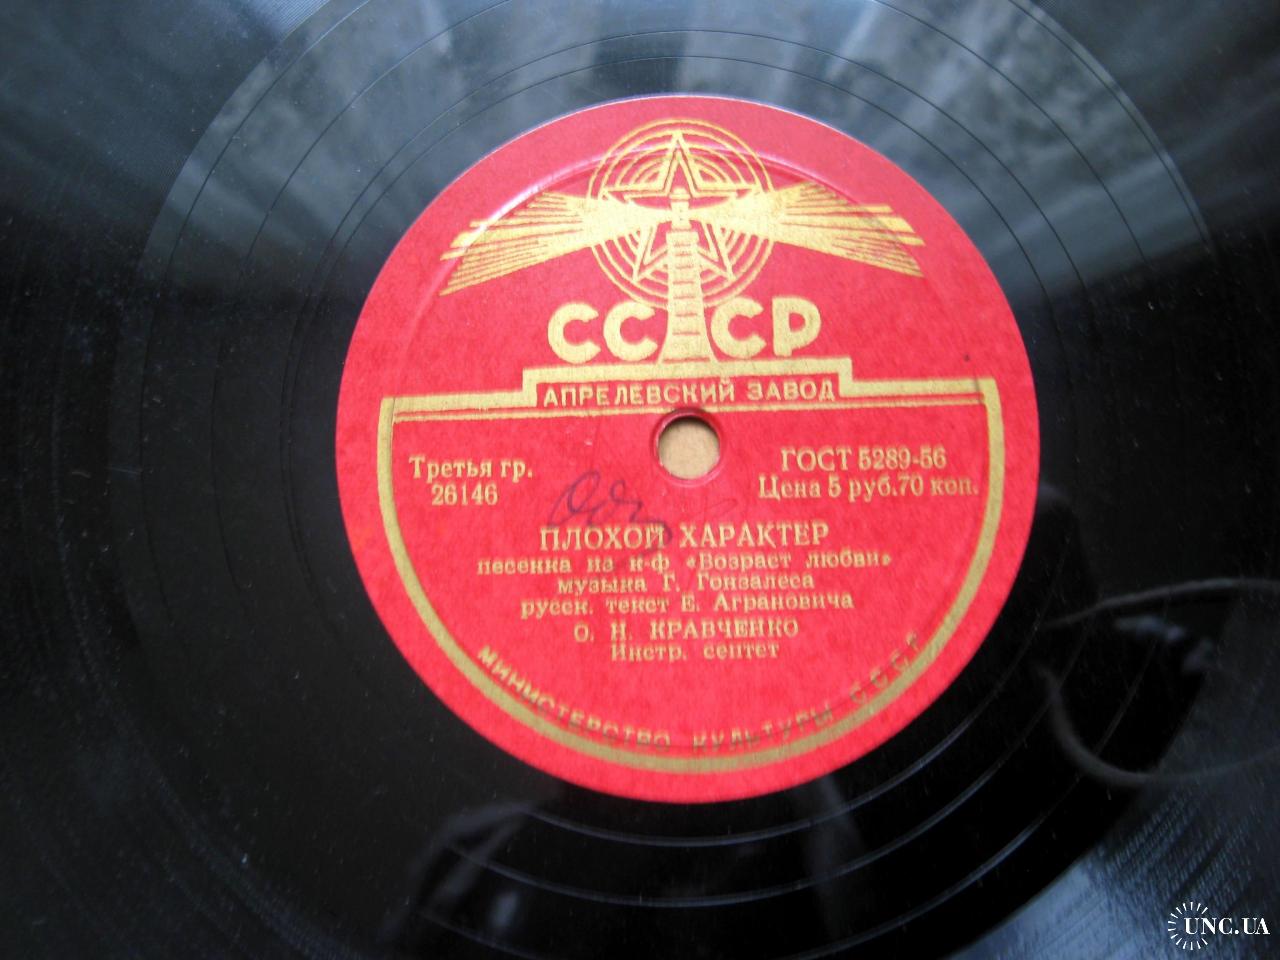 СССР
АПРЕЛЕВСКИЙ ЗАВОД
Третья гр.
26146
ГОСТ 5289-56
Цена 5 руб.70 коп.
ПЛОХОЙ ХАРАКТЕР
песенка из к-ф «Возраст любви»
музыка Г. Гонзалеса
русск. текст Е. Аграновича
О. Н. КРАВЧЕНКО
Инстр. септет
МИНИСТЕРСТВО КУЛЬТУРЫ СССР
UNC.UA